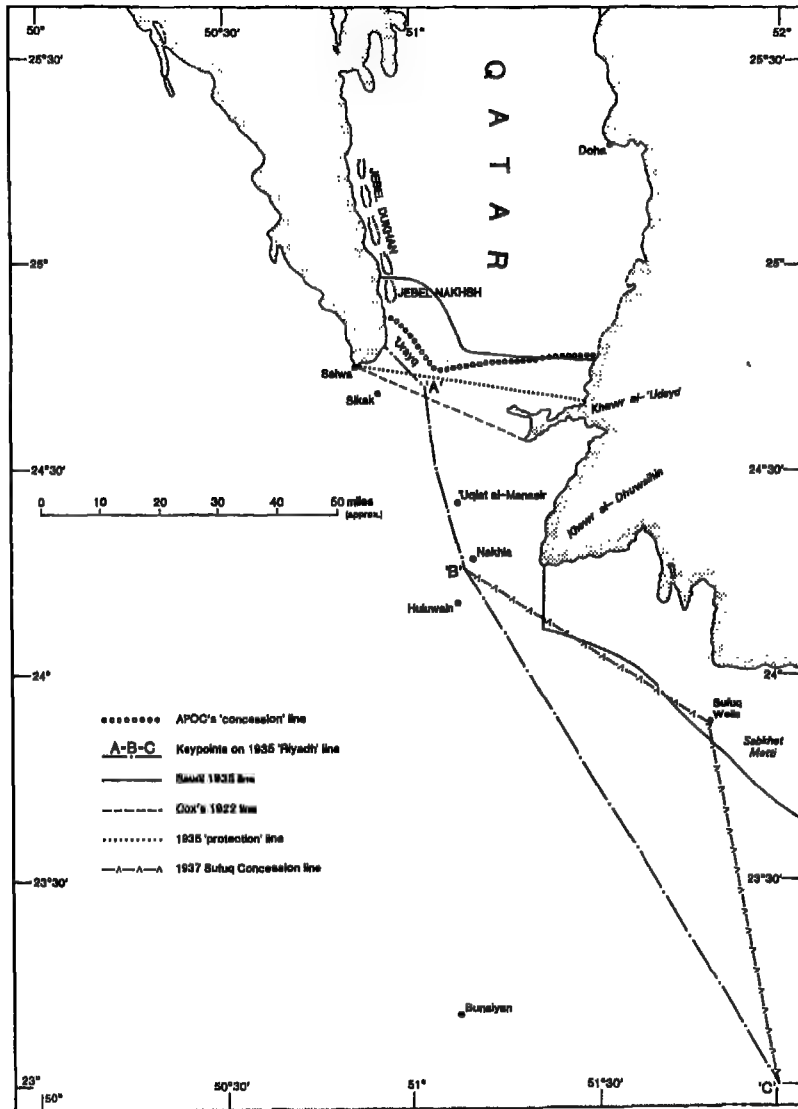 50°
50°30'
51°
52°
25°30'
25°30'
QATAR
Doha
JEBEL DUKHAN
25°
25°
JEBEL NAKHSH
'Urayq
Salwa
'A'
Sikak
Khawr al-'Udayd
24°30'
24°30'
'Uqlat al-Manasir
0 10 20 30 40 50 miles
(approx.)
Khawr al-Dhuwaihin
Nakhla
'B'
Huluwain
24°
24°
Sufuq
Wells
Sabkhat
Matti
APOC's 'concession' line
A-B-C Keypoints on 1935 'Riyadh' line
Saudi 1935 line
Cox's 1922 line
1935 'protection' line
1937 Sufuq Concession line
23°30'
23°30'
Bunaiyan
23°
23°
'C'
50°
50°30'
51°
51°30'
52°